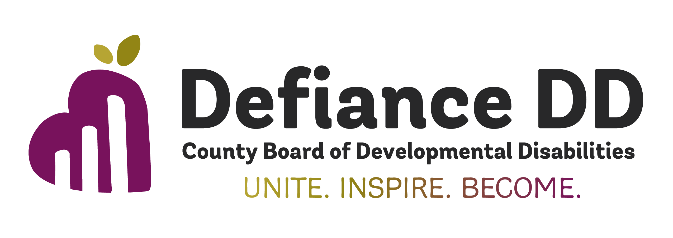 Defiance DD
County Board of Developmental Disabilities
UNITE. INSPIRE. BECOME.